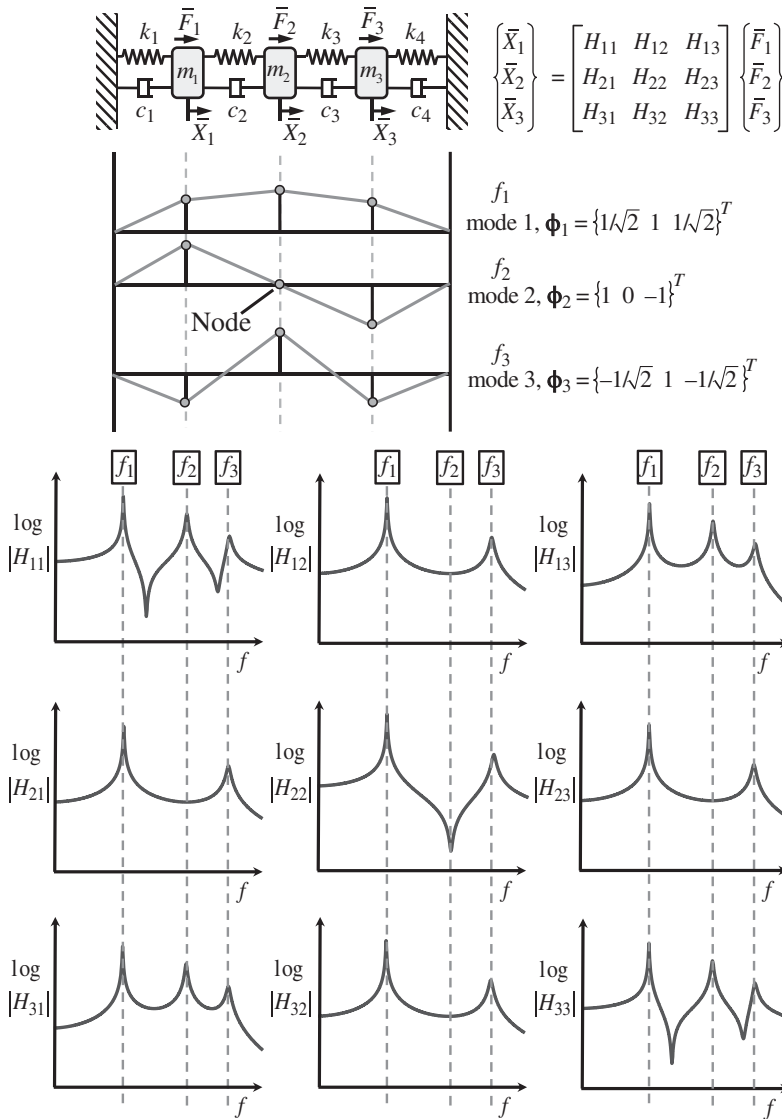 k₁ F̄₁ k₂ F̄₂ k₃ F̄₃ k₄
m₁ m₂ m₃
c₁ c₂ c₃ c₄
X̄₁ X̄₂ X̄₃
{X̄₁ X̄₂ X̄₃} = [H₁₁ H₁₂ H₁₃ {F̄₁
H₂₁ H₂₂ H₂₃ F̄₂
H₃₁ H₃₂ H₃₃] F̄₃}
f₁
mode 1, ϕ₁ = {1/√2 1 1/√2}ᵀ
f₂
mode 2, ϕ₂ = {1 0 –1}ᵀ
Node
f₃
mode 3, ϕ₃ = {–1/√2 1 –1/√2}ᵀ
f₁ f₂ f₃ f₁ f₂ f₃ f₁ f₂ f₃
log |H₁₁| f
log |H₁₂| f
log |H₁₃| f
log |H₂₁| f
log |H₂₂| f
log |H₂₃| f
log |H₃₁| f
log |H₃₂| f
log |H₃₃| f